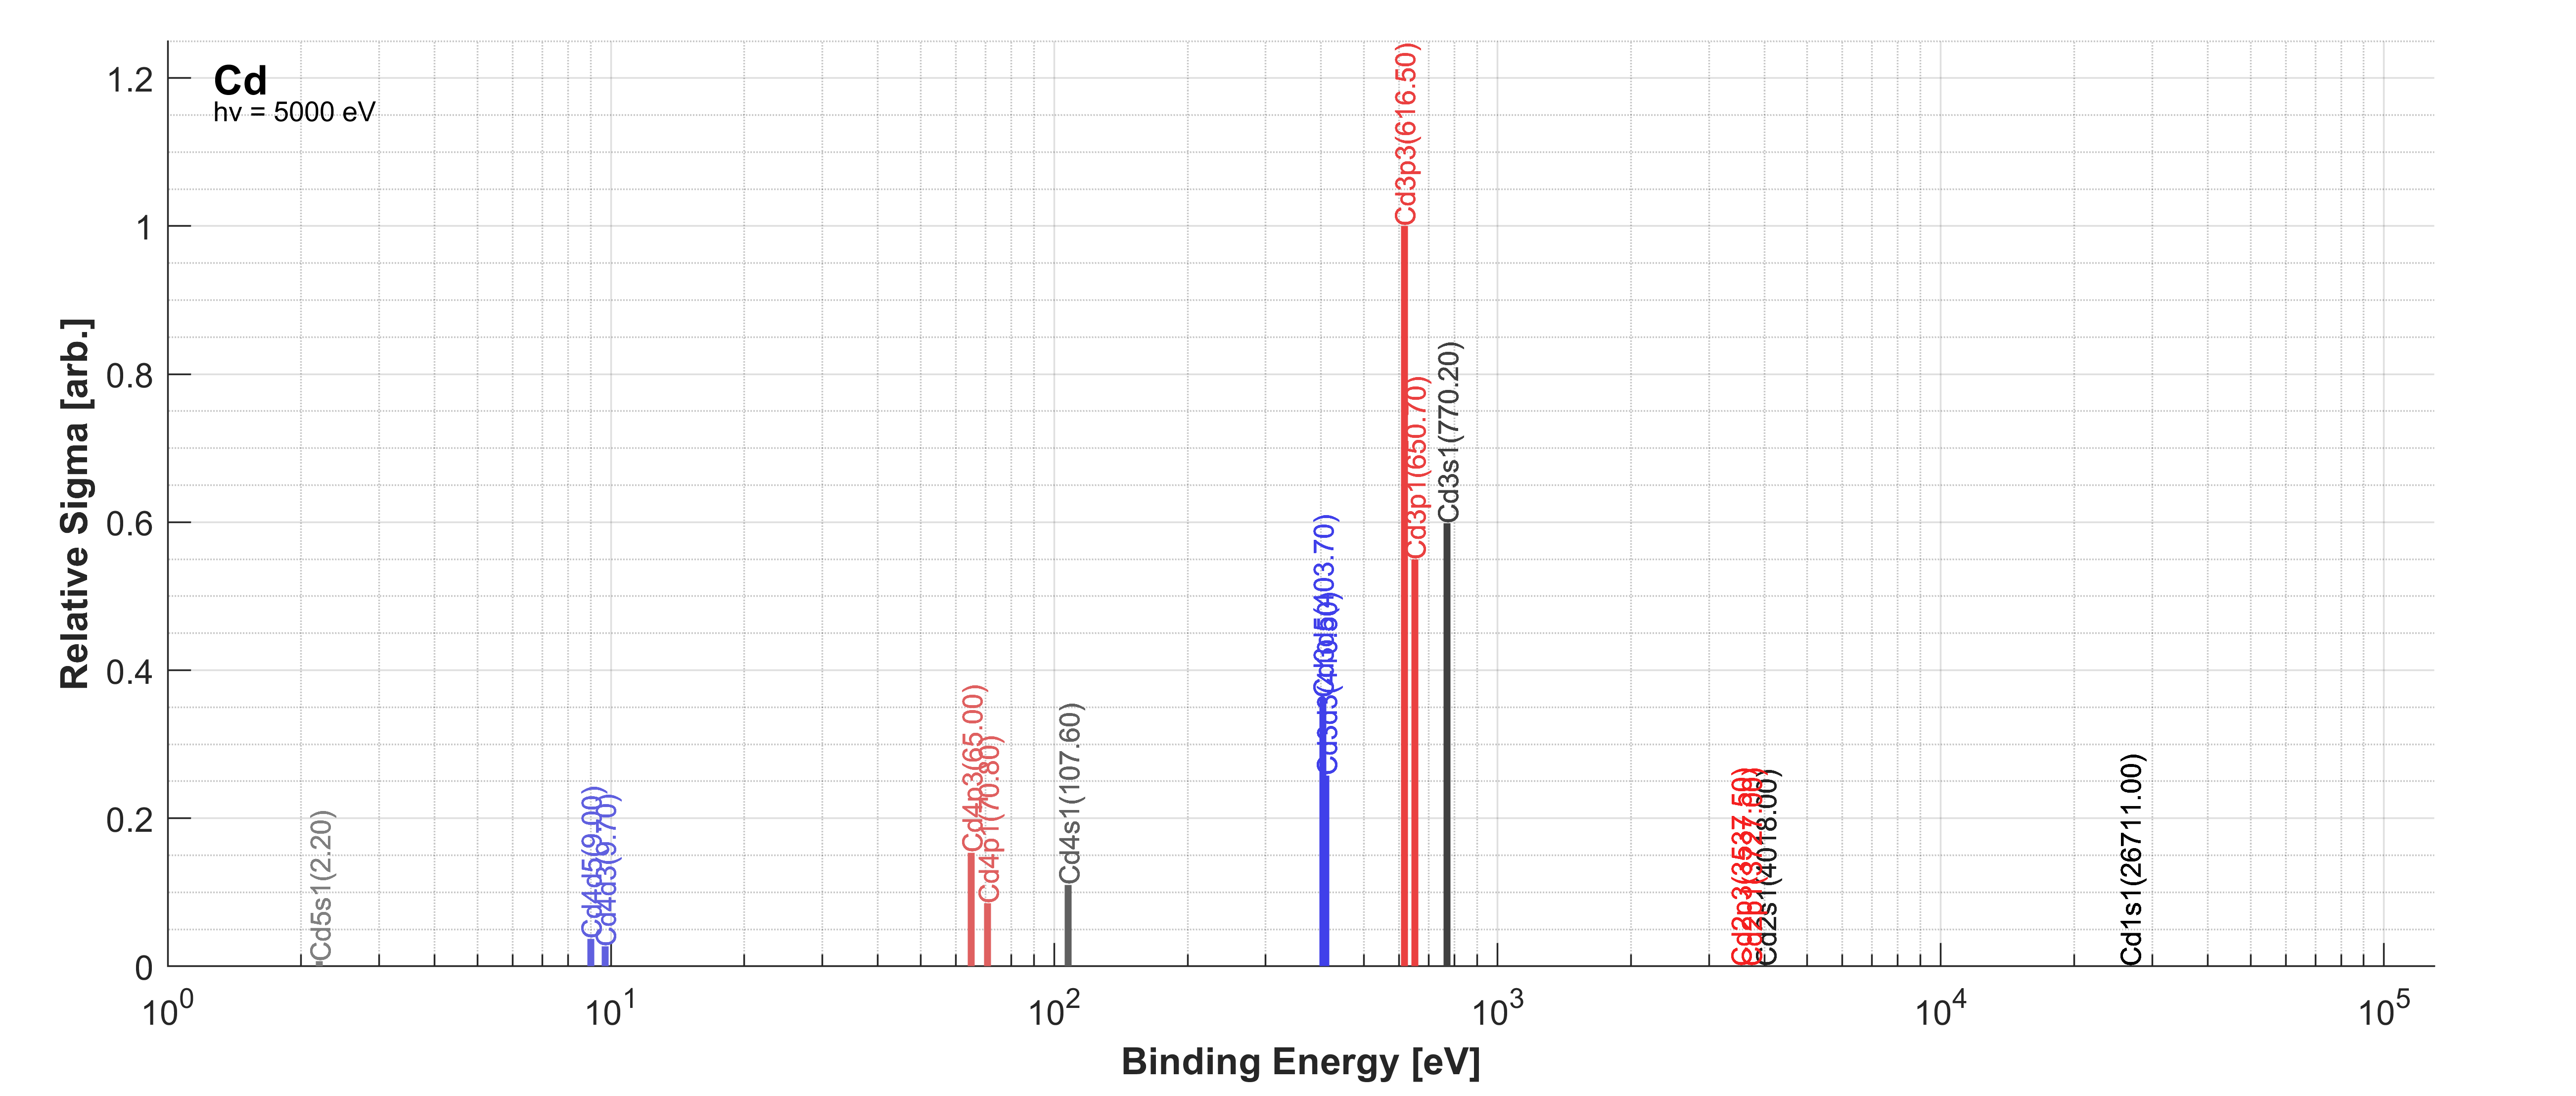 Cd
hv = 5000 eV
Relative Sigma [arb.]
1.2
1
0.8
0.6
0.4
0.2
0
Cd5s1(2.20)
Cd4d5(9.00)
Cd4d3(9.70)
Cd4p3(65.00)
Cd4p1(70.80)
Cd4s1(107.60)
Cd3d5(403.70)
Cd3p3(616.50)
Cd3p1(650.70)
Cd3s1(770.20)
Cd2p3(3537.50)
Cd2s1(4018.00)
Cd1s1(26711.00)
10^0
10^1
10^2
10^3
10^4
10^5
Binding Energy [eV]